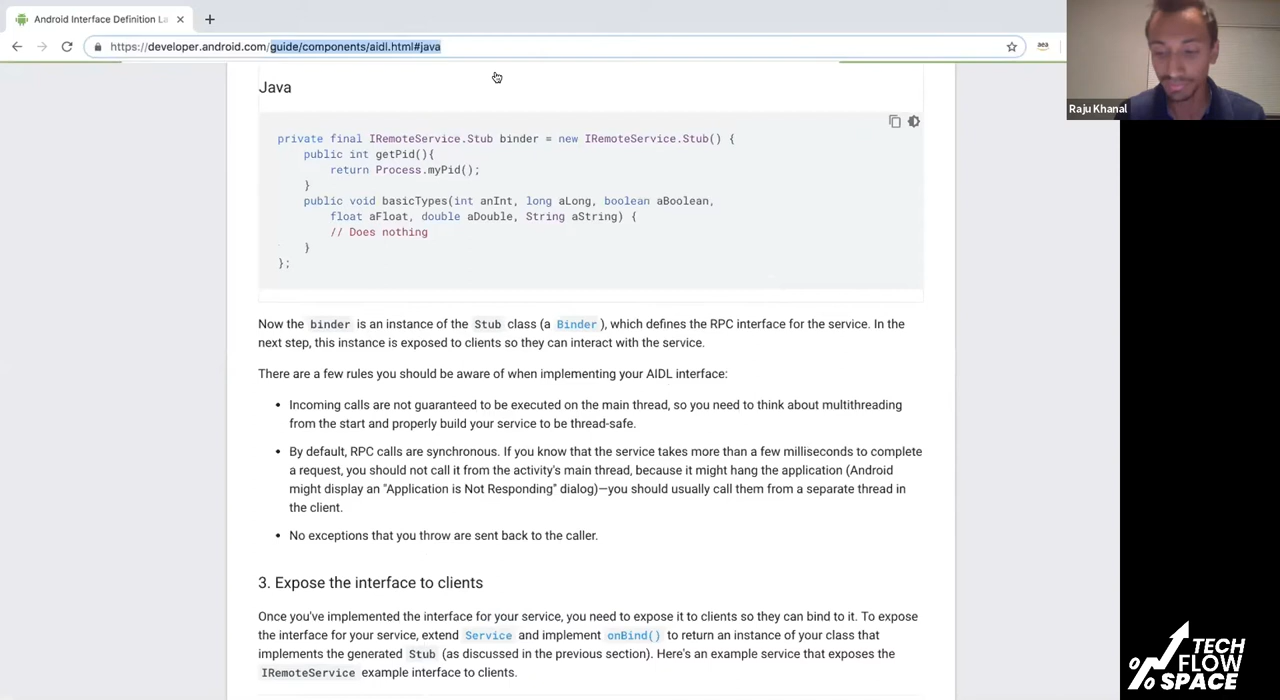 Android Interface Definition La
https://developer.android.com/guide/components/aidl.html#java
aea
Raju Khanal
Java
private final IRemoteService.Stub binder = new IRemoteService.Stub() {
public int getPid(){
return Process.myPid();
}
public void basicTypes(int anInt, long aLong, boolean aBoolean,
float aFloat, double aDouble, String aString) {
// Does nothing
}
};
Now the binder is an instance of the Stub class (a Binder), which defines the RPC interface for the service. In the
next step, this instance is exposed to clients so they can interact with the service.
There are a few rules you should be aware of when implementing your AIDL interface:
• Incoming calls are not guaranteed to be executed on the main thread, so you need to think about multithreading
from the start and properly build your service to be thread-safe.
• By default, RPC calls are synchronous. If you know that the service takes more than a few milliseconds to complete
a request, you should not call it from the activity's main thread, because it might hang the application (Android
might display an "Application is Not Responding" dialog)—you should usually call them from a separate thread in
the client.
• No exceptions that you throw are sent back to the caller.
3. Expose the interface to clients
Once you've implemented the interface for your service, you need to expose it to clients so they can bind to it. To expose
the interface for your service, extend Service and implement onBind() to return an instance of your class that
implements the generated Stub (as discussed in the previous section). Here's an example service that exposes the
IRemoteService example interface to clients.
TECH
FLOW
SPACE